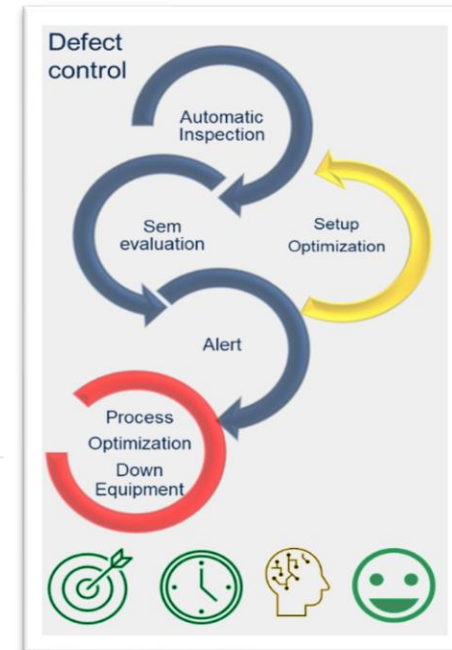 Defect
control
Automatic
Inspection
Sem
evaluation
Setup
Optimization
Alert
Process
Optimization
Down
Equipment